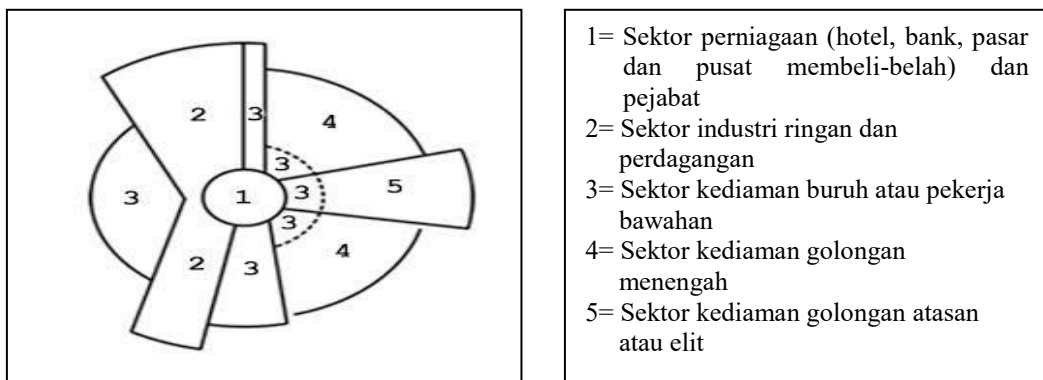 2
3
4
3
3
1
3
5
3
2
3
4
1= Sektor perniagaan (hotel, bank, pasar
dan pusat membeli-belah) dan
pejabat
2= Sektor industri ringan dan
perdagangan
3= Sektor kediaman buruh atau pekerja
bawahan
4= Sektor kediaman golongan
menengah
5= Sektor kediaman golongan atasan
atau elit